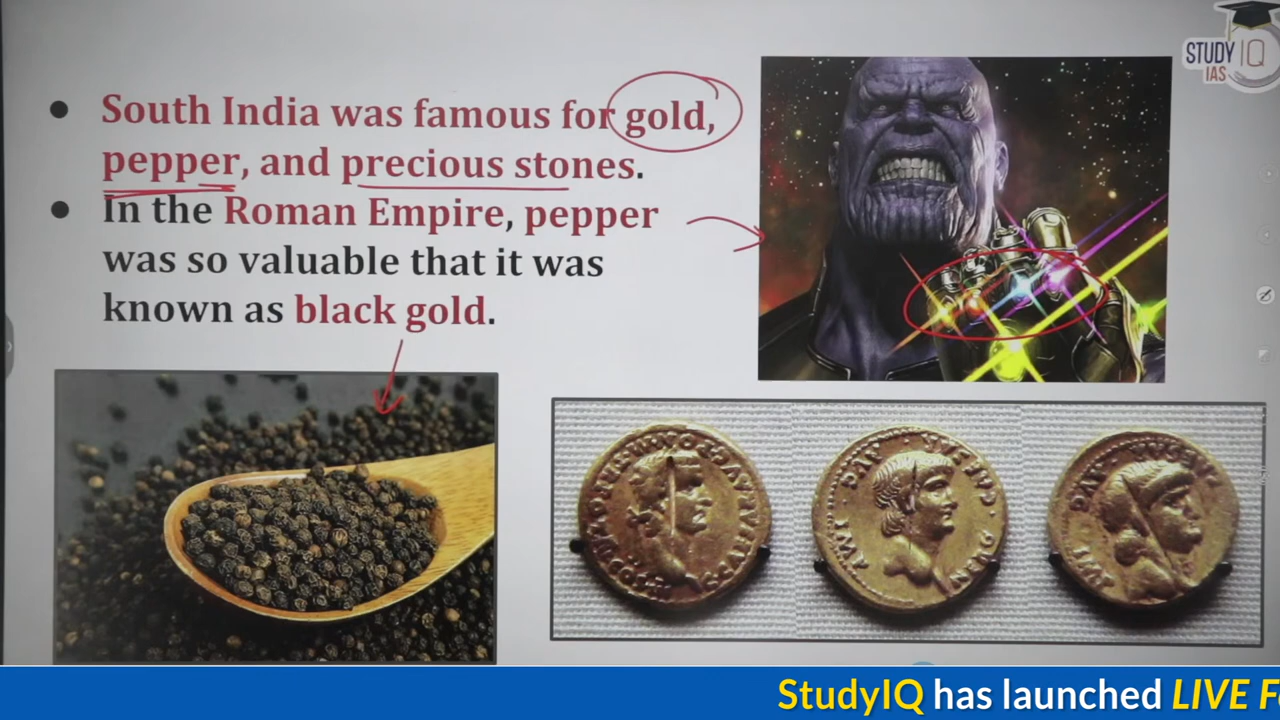 STUDY IQ
IAS
● South India was famous for gold,
pepper, and precious stones.
● In the Roman Empire, pepper
was so valuable that it was
known as black gold.
StudyIQ has launched LIVE F